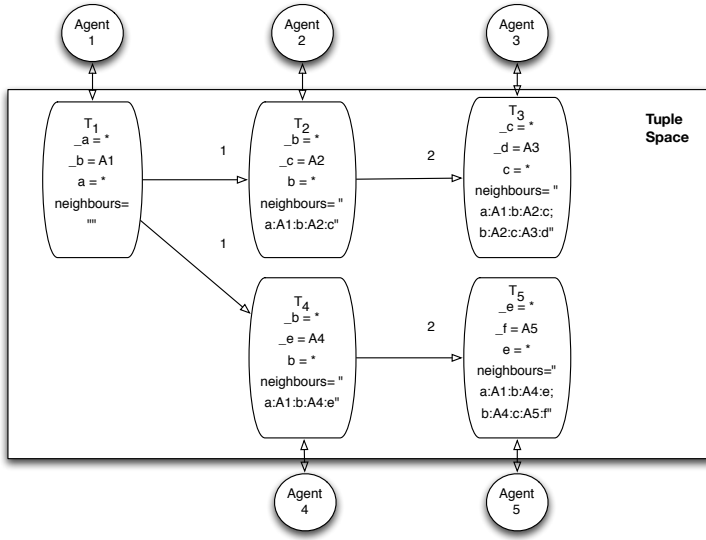 Agent
1
Agent
2
Agent
3
Tuple
Space
T1
_a = *
_b = A1
a = *
neighbours=
""
1
1
T2
_b = *
_c = A2
b = *
neighbours= "
a:A1:b:A2:c"
2
T3
_c = *
_d = A3
c = *
neighbours= "
a:A1:b:A2:c;
b:A2:c:A3:d"
T4
_b = *
_e = A4
b = *
neighbours= "
a:A1:b:A4:e"
2
T5
_e = *
_f = A5
e = *
neighbours="
a:A1:b:A4:e;
b:A4:c:A5:f"
Agent
4
Agent
5